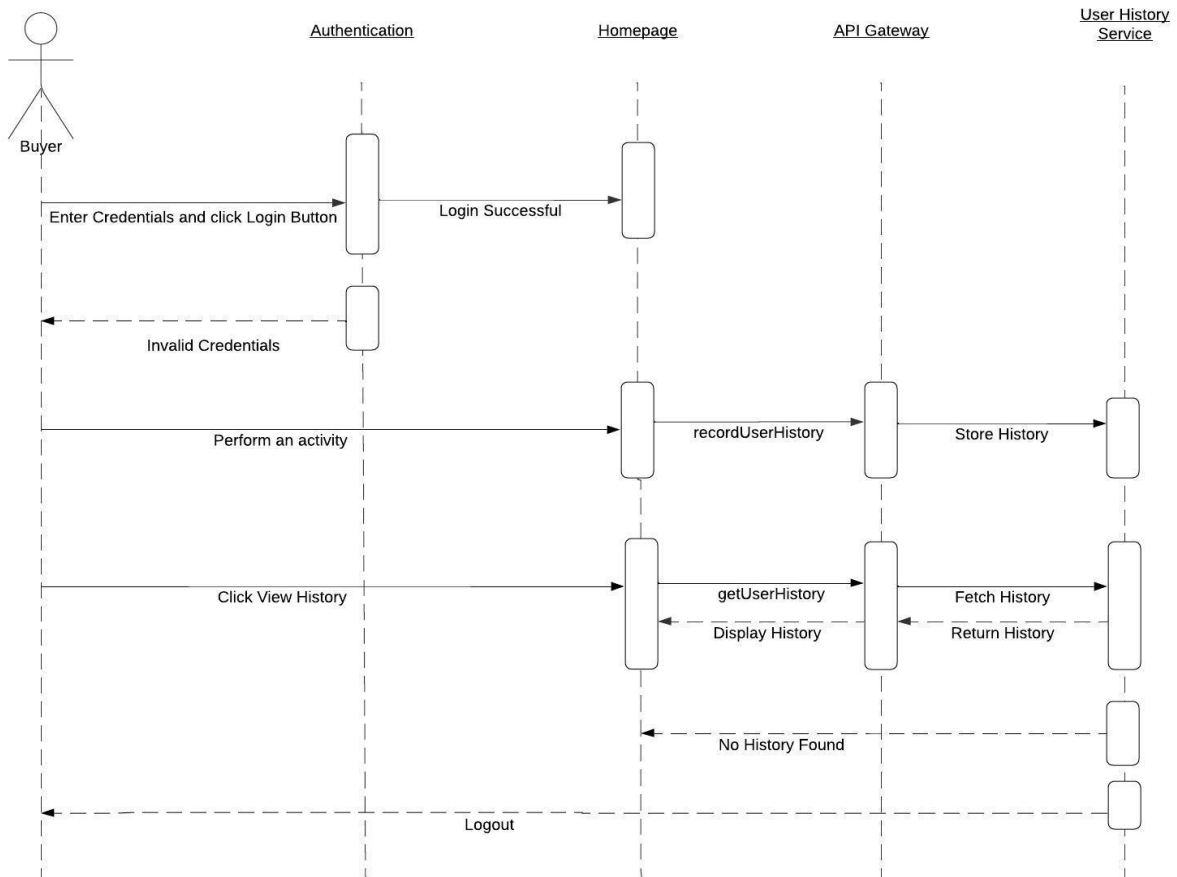 Authentication
Homepage
API Gateway
User History
Service
Buyer
Enter Credentials and click Login Button
Login Successful
Invalid Credentials
Perform an activity
recordUserHistory
Store History
Click View History
getUserHistory
Fetch History
Display History
Return History
No History Found
Logout